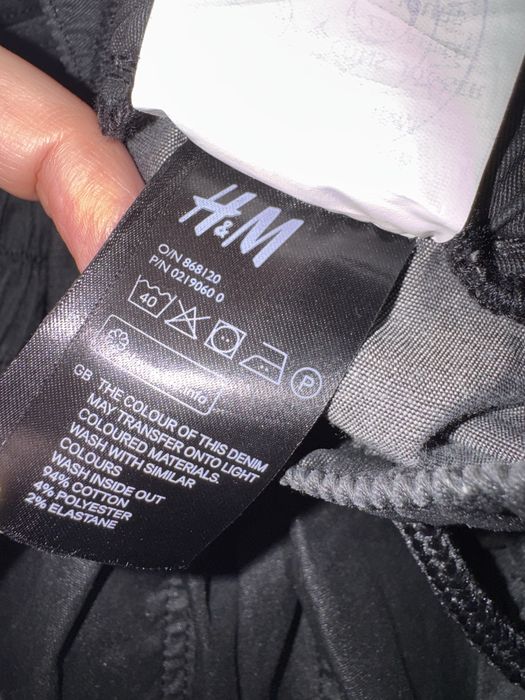 H&M
O/N 868120
P/N 0219060 0
40
P
GB THE COLOUR OF THIS DENIM
MAY TRANSFER ONTO LIGHT
COLOURED MATERIALS.
WASH WITH SIMILAR
COLOURS
WASH INSIDE OUT
94% COTTON
4% POLYESTER
2% ELASTANE